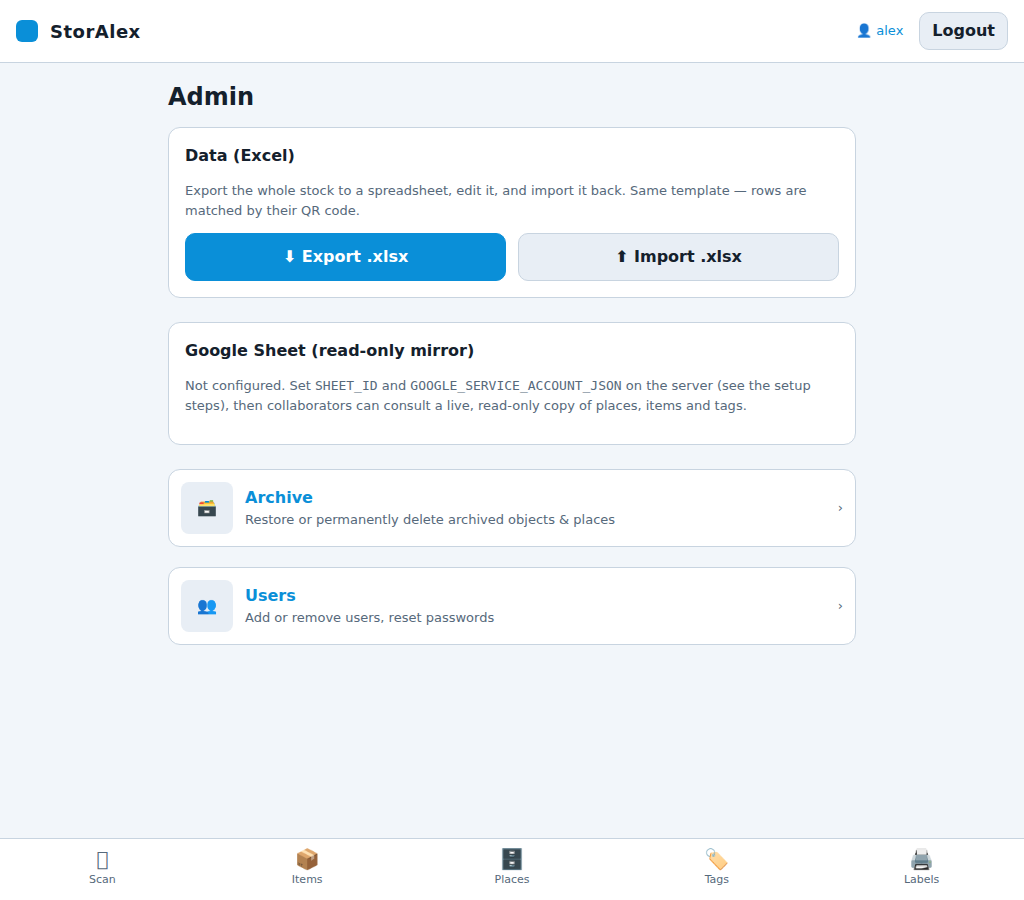 StorAlex
👤 alex
Logout
Admin
Data (Excel)
Export the whole stock to a spreadsheet, edit it, and import it back. Same template — rows are
matched by their QR code.
⬇ Export .xlsx
⬆ Import .xlsx
Google Sheet (read-only mirror)
Not configured. Set SHEET_ID and GOOGLE_SERVICE_ACCOUNT_JSON on the server (see the setup
steps), then collaborators can consult a live, read-only copy of places, items and tags.
Archive
Restore or permanently delete archived objects & places
›
Users
Add or remove users, reset passwords
›
Scan
Items
Places
Tags
Labels